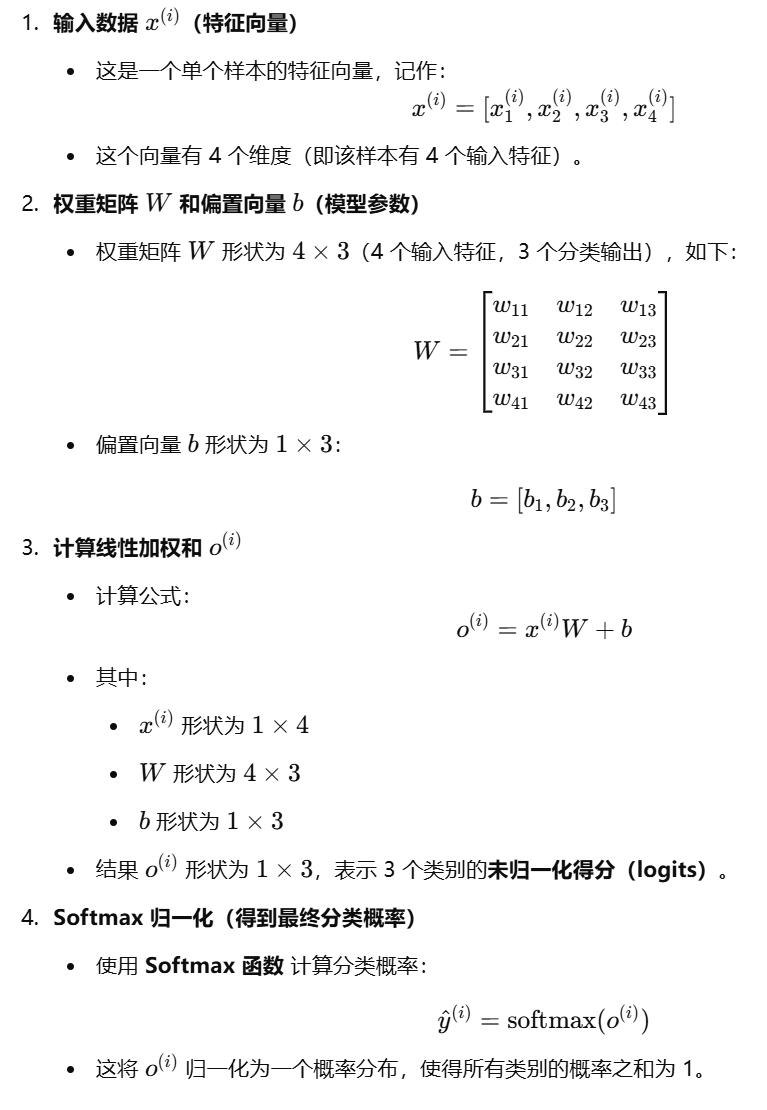 1. 输入数据 x^{(i)}（特征向量）
• 这是一个单个样本的特征向量，记作：
x^{(i)} = [x_1^{(i)}, x_2^{(i)}, x_3^{(i)}, x_4^{(i)}]
• 这个向量有 4 个维度（即该样本有 4 个输入特征）。
2. 权重矩阵 W 和偏置向量 b（模型参数）
• 权重矩阵 W 形状为 4 × 3（4 个输入特征，3 个分类输出），如下：
W = \begin{bmatrix} w_{11} & w_{12} & w_{13} \\ w_{21} & w_{22} & w_{23} \\ w_{31} & w_{32} & w_{33} \\ w_{41} & w_{42} & w_{43} \end{bmatrix}
• 偏置向量 b 形状为 1 × 3：
b = [b_1, b_2, b_3]
3. 计算线性加权和 o^{(i)}
• 计算公式：
o^{(i)} = x^{(i)}W + b
• 其中：
• x^{(i)} 形状为 1 × 4
• W 形状为 4 × 3
• b 形状为 1 × 3
• 结果 o^{(i)} 形状为 1 × 3，表示 3 个类别的未归一化得分（logits）。
4. Softmax 归一化（得到最终分类概率）
• 使用 Softmax 函数 计算分类概率：
\hat{y}^{(i)} = softmax(o^{(i)})
• 这将 o^{(i)} 归一化为一个概率分布，使得所有类别的概率之和为 1。